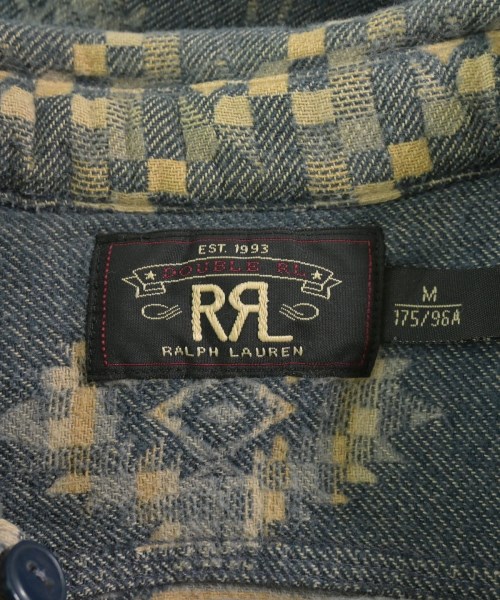 EST. 1993
DOUBLE RL
RRL
RALPH LAUREN
M
175/96A